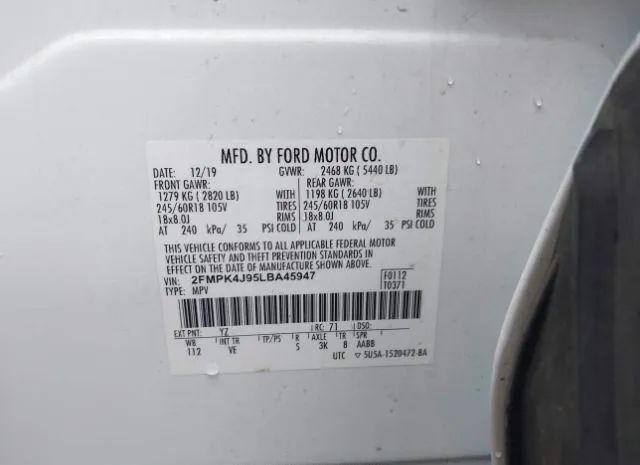 MFD. BY FORD MOTOR CO.
DATE: 12/19 GVWR: 2468 KG ( 5440 LB)
FRONT GAWR: REAR GAWR:
1279 KG ( 2820 LB) WITH 1198 KG ( 2640 LB) WITH
245/60R18 105V TIRES 245/60R18 105V TIRES
18x8.0J RIMS 18x8.0J RIMS
AT 240 kPa/ 35 PSI COLD AT 240 kPa/ 35 PSI COLD
THIS VEHICLE CONFORMS TO ALL APPLICABLE FEDERAL MOTOR
VEHICLE SAFETY AND BUMPER AND THEFT PREVENTION STANDARDS IN
EFFECT ON THE DATE OF MANUFACTURE SHOWN ABOVE.
VIN: 2FMPK4J95LBA45947 F0112
TYPE: MPV T0371
EXT PNT: YZ RC: 71 DSO:
WB INT TR TP/PS R AXLE TR SPR
112 VE S 3K 8 AABB
UTC ▽ 5U5A-1520472-BA